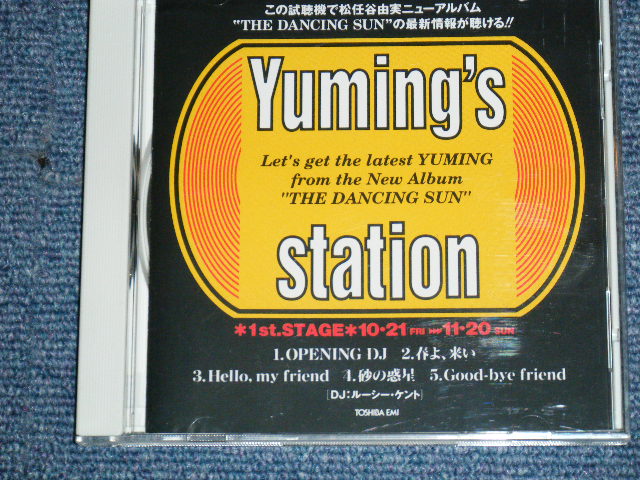 この試聴機で松任谷由実ニューアルバム
"THE DANCING SUN"の最新情報が聴ける!!
Yuming's
Let's get the latest YUMING
from the New Album
"THE DANCING SUN"
station
*1st.STAGE*10・21 FRI >>> 11・20 SUN
1.OPENING DJ 2.春よ、来い
3.Hello, my friend 4.砂の惑星 5.Good-bye friend
[DJ:ルーシー・ケント]
TOSHIBA EMI